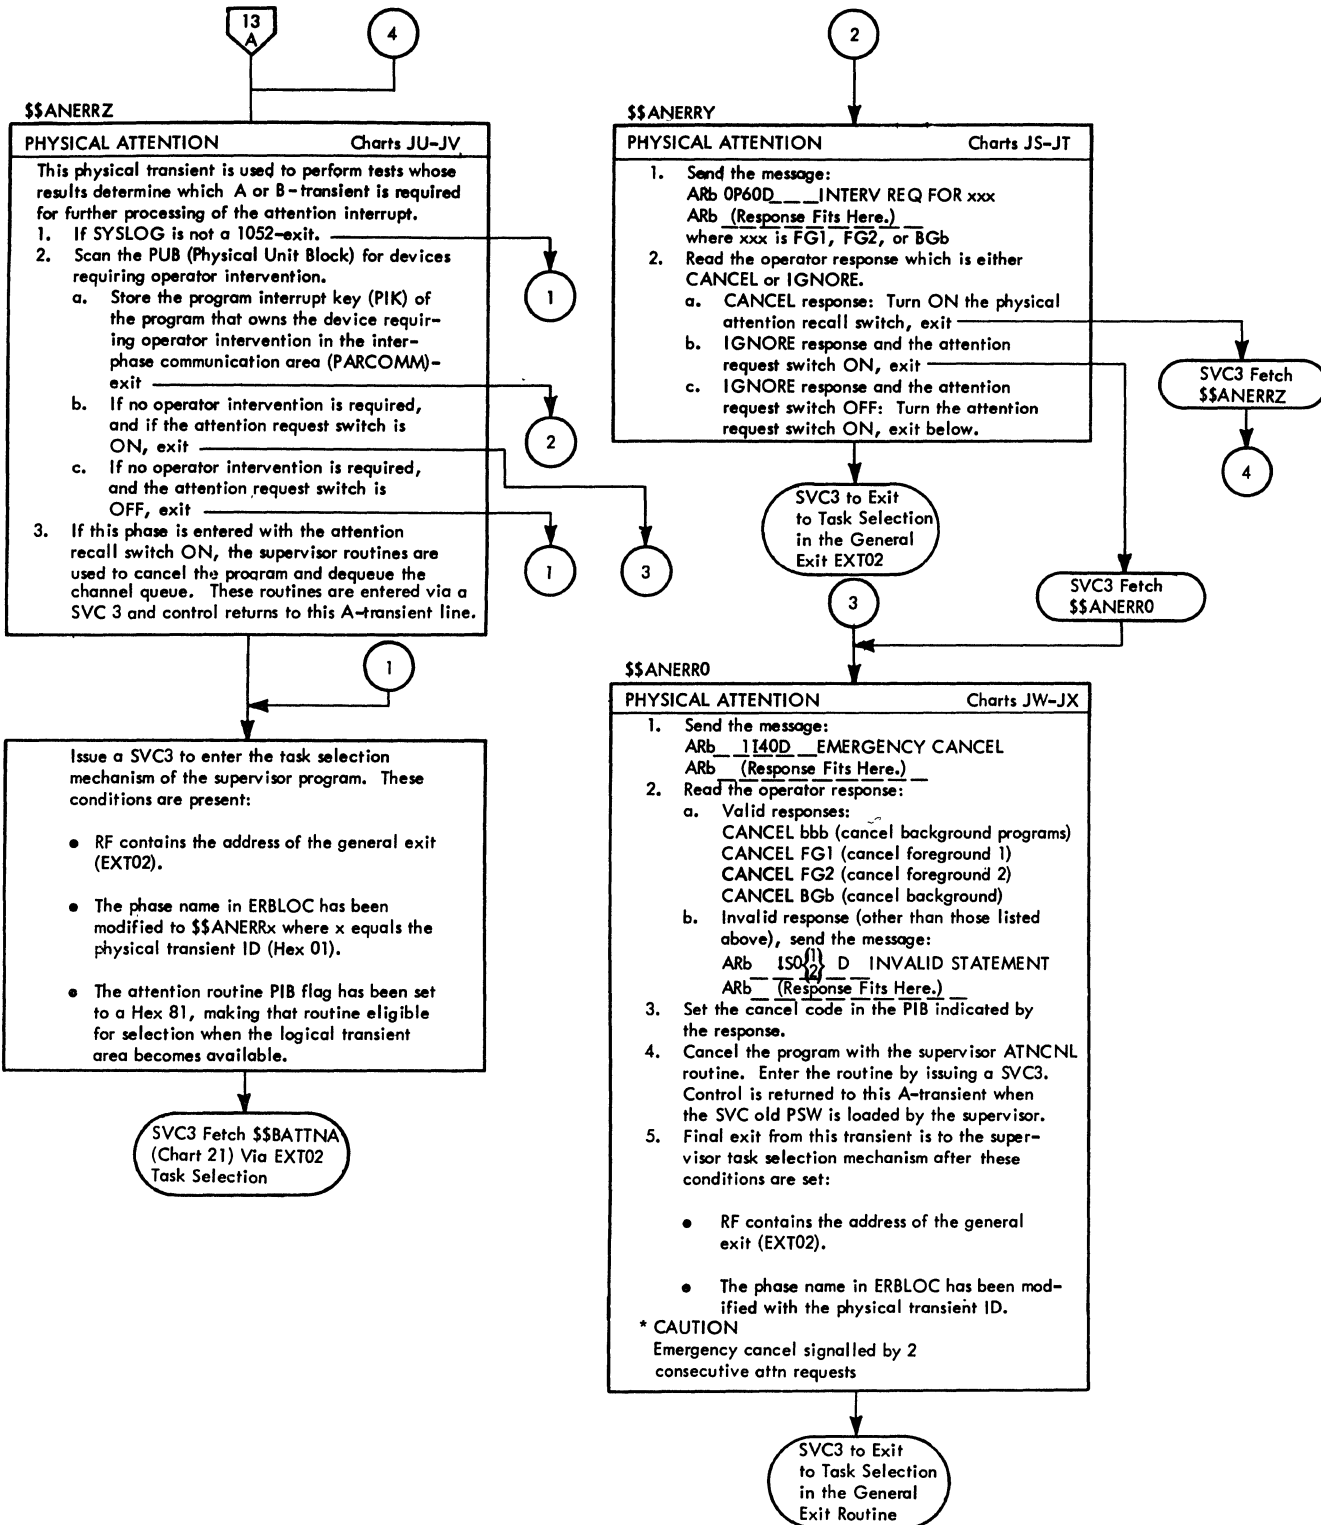 13
A
4
$$ANERRZ
PHYSICAL ATTENTION Charts JU-JV
This physical transient is used to perform tests whose
results determine which A or B-transient is required
for further processing of the attention interrupt.
1. If SYSLOG is not a 1052-exit.
2. Scan the PUB (Physical Unit Block) for devices
requiring operator intervention.
a. Store the program interrupt key (PIK) of
the program that owns the device requir-
ing operator intervention in the inter-
phase communication area (PARCOMM)-
exit
b. If no operator intervention is required,
and if the attention request switch is
ON, exit
c. If no operator intervention is required,
and the attention request switch is
OFF, exit
3. If this phase is entered with the attention
recall switch ON, the supervisor routines are
used to cancel the program and dequeue the
channel queue. These routines are entered via a
SVC 3 and control returns to this A-transient line.
1
2
1
3
1
Issue a SVC3 to enter the task selection
mechanism of the supervisor program. These
conditions are present:
• RF contains the address of the general exit
(EXT02).
• The phase name in ERBLOC has been
modified to $$ANERRx where x equals the
physical transient ID (Hex 01).
• The attention routine PIB flag has been set
to a Hex 81, making that routine eligible
for selection when the logical transient
area becomes available.
SVC3 Fetch $$BATTNA
(Chart 21) Via EXT02
Task Selection
2
$$ANERRY
PHYSICAL ATTENTION Charts JS-JT
1. Send the message:
ARb 0P60D___INTERV REQ FOR xxx
ARb (Response Fits Here.)
where xxx is FG1, FG2, or BGb
2. Read the operator response which is either
CANCEL or IGNORE.
a. CANCEL response: Turn ON the physical
attention recall switch, exit
b. IGNORE response and the attention
request switch ON, exit
c. IGNORE response and the attention
request switch OFF: Turn the attention
request switch ON, exit below.
SVC3 Fetch
$$ANERRZ
4
SVC3 to Exit
to Task Selection
in the General
Exit EXT02
SVC3 Fetch
$$ANERR0
3
$$ANERR0
PHYSICAL ATTENTION Charts JW-JX
1. Send the message:
ARb__1I40D__EMERGENCY CANCEL
ARb (Response Fits Here.)
2. Read the operator response:
a. Valid responses:
CANCEL bbb (cancel background programs)
CANCEL FG1 (cancel foreground 1)
CANCEL FG2 (cancel foreground 2)
CANCEL BGb (cancel background)
b. Invalid response (other than those listed
above), send the message:
ARb 1S0{1 2} D INVALID STATEMENT
ARb (Response Fits Here.)
3. Set the cancel code in the PIB indicated by
the response.
4. Cancel the program with the supervisor ATNCNL
routine. Enter the routine by issuing a SVC3.
Control is returned to this A-transient when
the SVC old PSW is loaded by the supervisor.
5. Final exit from this transient is to the super-
visor task selection mechanism after these
conditions are set:
• RF contains the address of the general
exit (EXT02).
• The phase name in ERBLOC has been mod-
ified with the physical transient ID.
* CAUTION
Emergency cancel signalled by 2
consecutive attn requests
SVC3 to Exit
to Task Selection
in the General
Exit Routine